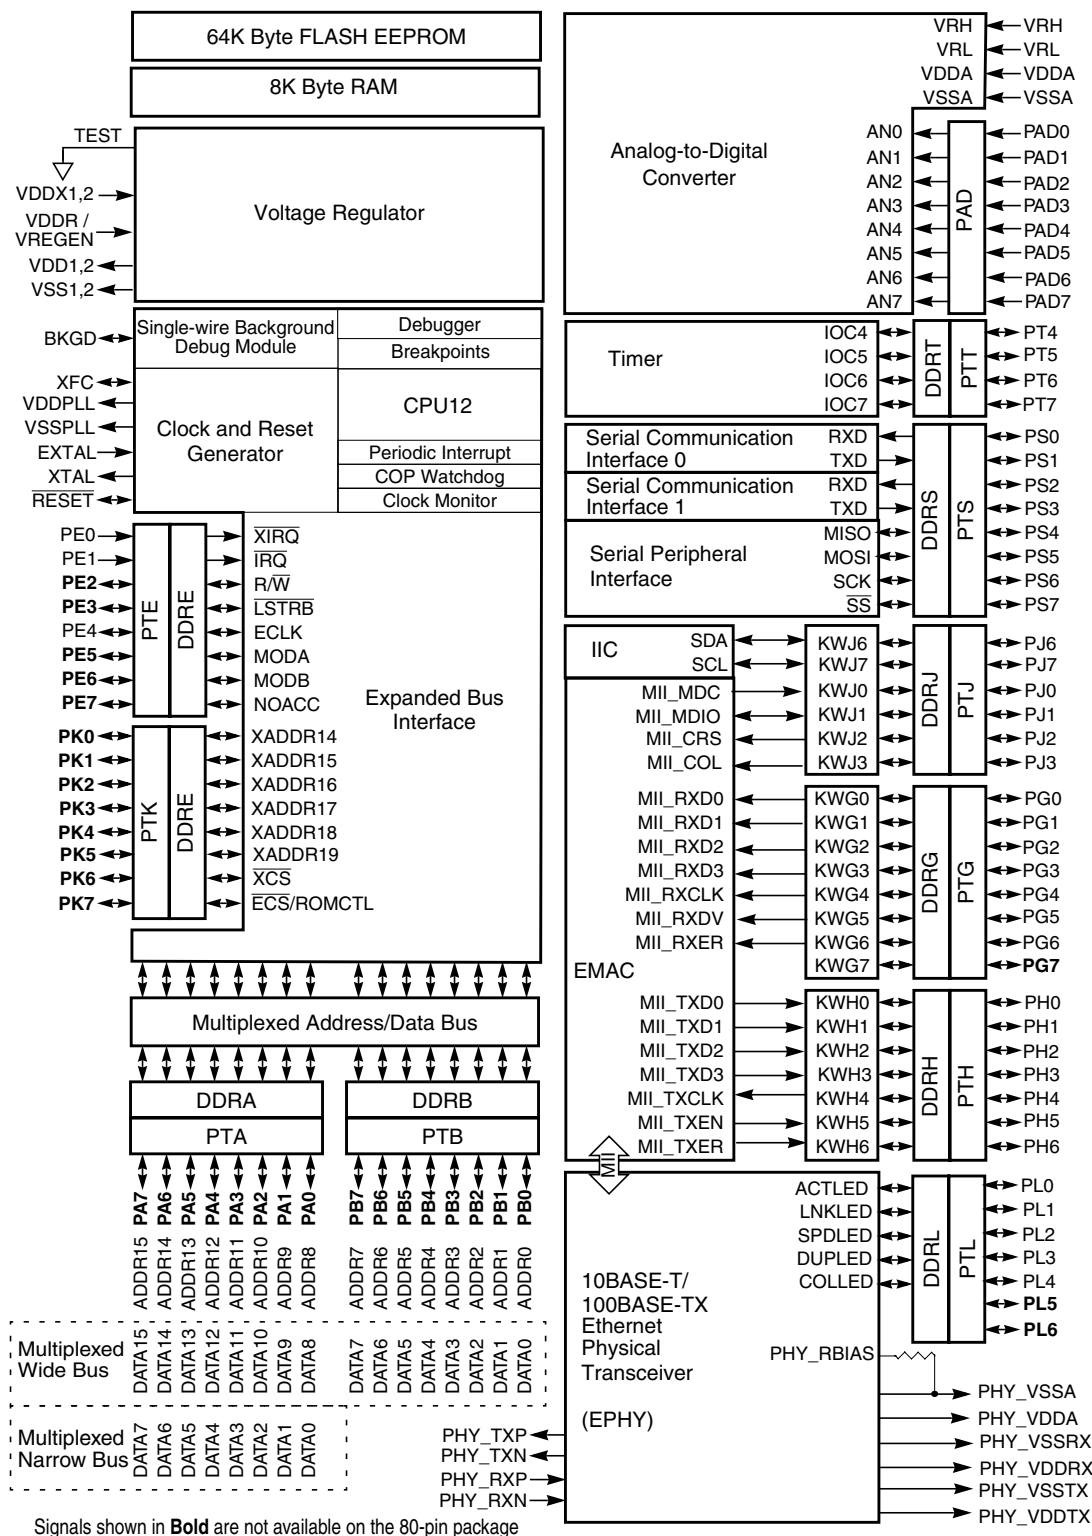 64K Byte FLASH EEPROM
8K Byte RAM
TEST
VDDX1,2
VDDR /
VREGEN
VDD1,2
VSS1,2
Voltage Regulator
BKGD
Single-wire Background
Debug Module
Debugger
Breakpoints
XFC
VDDPLL
VSSPLL
EXTAL
XTAL
RESET
Clock and Reset
Generator
CPU12
Periodic Interrupt
COP Watchdog
Clock Monitor
PE0
PE1
PE2
PE3
PE4
PE5
PE6
PE7
PTE
DDRE
XIRQ
IRQ
R/W
LSTRB
ECLK
MODA
MODB
NOACC
Expanded Bus
Interface
PK0
PK1
PK2
PK3
PK4
PK5
PK6
PK7
PTK
DDRE
XADDR14
XADDR15
XADDR16
XADDR17
XADDR18
XADDR19
XCS
ECS/ROMCTL
Multiplexed Address/Data Bus
DDRA
DDRB
PTA
PTB
PA7
PA6
PA5
PA4
PA3
PA2
PA1
PA0
PB7
PB6
PB5
PB4
PB3
PB2
PB1
PB0
ADDR15
ADDR14
ADDR13
ADDR12
ADDR11
ADDR10
ADDR9
ADDR8
ADDR7
ADDR6
ADDR5
ADDR4
ADDR3
ADDR2
ADDR1
ADDR0
Multiplexed
Wide Bus
DATA15
DATA14
DATA13
DATA12
DATA11
DATA10
DATA9
DATA8
DATA7
DATA6
DATA5
DATA4
DATA3
DATA2
DATA1
DATA0
Multiplexed
Narrow Bus
DATA7
DATA6
DATA5
DATA4
DATA3
DATA2
DATA1
DATA0
Signals shown in Bold are not available on the 80-pin package
Analog-to-Digital
Converter
VRH
VRL
VDDA
VSSA
VRH
VRL
VDDA
VSSA
AN0
AN1
AN2
AN3
AN4
AN5
AN6
AN7
PAD
PAD0
PAD1
PAD2
PAD3
PAD4
PAD5
PAD6
PAD7
Timer
IOC4
IOC5
IOC6
IOC7
DDRT
PTT
PT4
PT5
PT6
PT7
Serial Communication
Interface 0
RXD
TXD
Serial Communication
Interface 1
RXD
TXD
Serial Peripheral
Interface
MISO
MOSI
SCK
SS
DDRS
PTS
PS0
PS1
PS2
PS3
PS4
PS5
PS6
PS7
IIC
SDA
SCL
KWJ6
KWJ7
MII_MDC
MII_MDIO
MII_CRS
MII_COL
KWJ0
KWJ1
KWJ2
KWJ3
DDRJ
PTJ
PJ6
PJ7
PJ0
PJ1
PJ2
PJ3
MII_RXD0
MII_RXD1
MII_RXD2
MII_RXD3
MII_RXCLK
MII_RXDV
MII_RXER
KWG0
KWG1
KWG2
KWG3
KWG4
KWG5
KWG6
KWG7
DDRG
PTG
PG0
PG1
PG2
PG3
PG4
PG5
PG6
PG7
EMAC
MII_TXD0
MII_TXD1
MII_TXD2
MII_TXD3
MII_TXCLK
MII_TXEN
MII_TXER
KWH0
KWH1
KWH2
KWH3
KWH4
KWH5
KWH6
DDRH
PTH
PH0
PH1
PH2
PH3
PH4
PH5
PH6
MII
10BASE-T/
100BASE-TX
Ethernet
Physical
Transceiver
(EPHY)
ACTLED
LNKLED
SPDLED
DUPLED
COLLED
DDRL
PTL
PL0
PL1
PL2
PL3
PL4
PL5
PL6
PHY_RBIAS
PHY_VSSA
PHY_VDDA
PHY_VSSRX
PHY_VDDRX
PHY_VSSTX
PHY_VDDTX
PHY_TXP
PHY_TXN
PHY_RXP
PHY_RXN